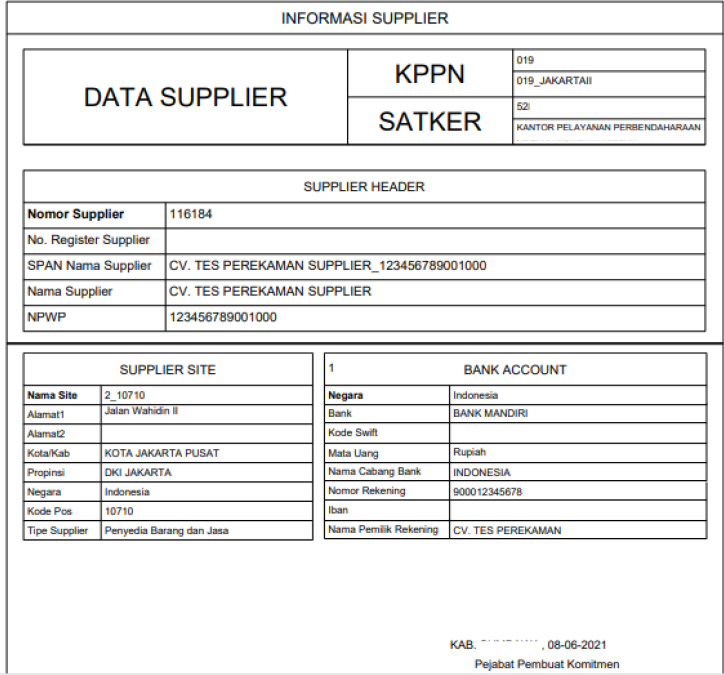 INFORMASI SUPPLIER
DATA SUPPLIER
KPPN
019
019_JAKARTAII
SATKER
52
KANTOR PELAYANAN PERBENDAHARAAN
SUPPLIER HEADER
Nomor Supplier 116184
No. Register Supplier
SPAN Nama Supplier CV. TES PEREKAMAN SUPPLIER_123456789001000
Nama Supplier CV. TES PEREKAMAN SUPPLIER
NPWP 123456789001000
SUPPLIER SITE
Nama Site 2_10710
Alamat1 Jalan Wahidin II
Alamat2
Kota/Kab KOTA JAKARTA PUSAT
Propinsi DKI JAKARTA
Negara Indonesia
Kode Pos 10710
Tipe Supplier Penyedia Barang dan Jasa
1 BANK ACCOUNT
Negara Indonesia
Bank BANK MANDIRI
Kode Swift
Mata Uang Rupiah
Nama Cabang Bank INDONESIA
Nomor Rekening 900012345678
Iban
Nama Pemilik Rekening CV. TES PEREKAMAN
KAB. , 08-06-2021
Pejabat Pembuat Komitmen